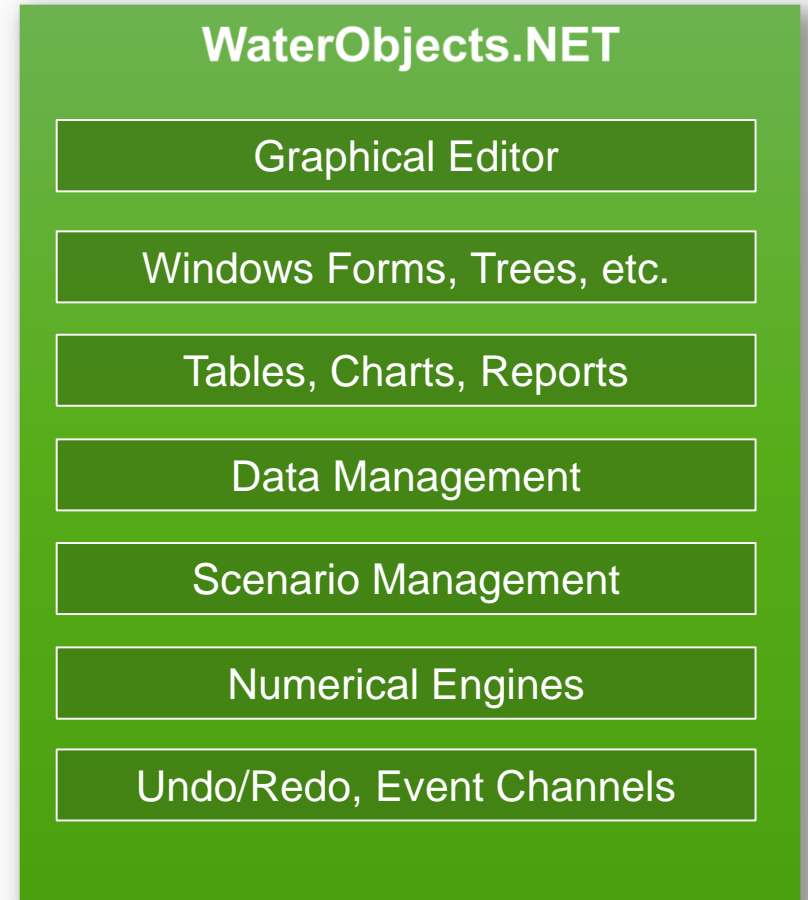 WaterObjects.NET
Graphical Editor
Windows Forms, Trees, etc.
Tables, Charts, Reports
Data Management
Scenario Management
Numerical Engines
Undo/Redo, Event Channels